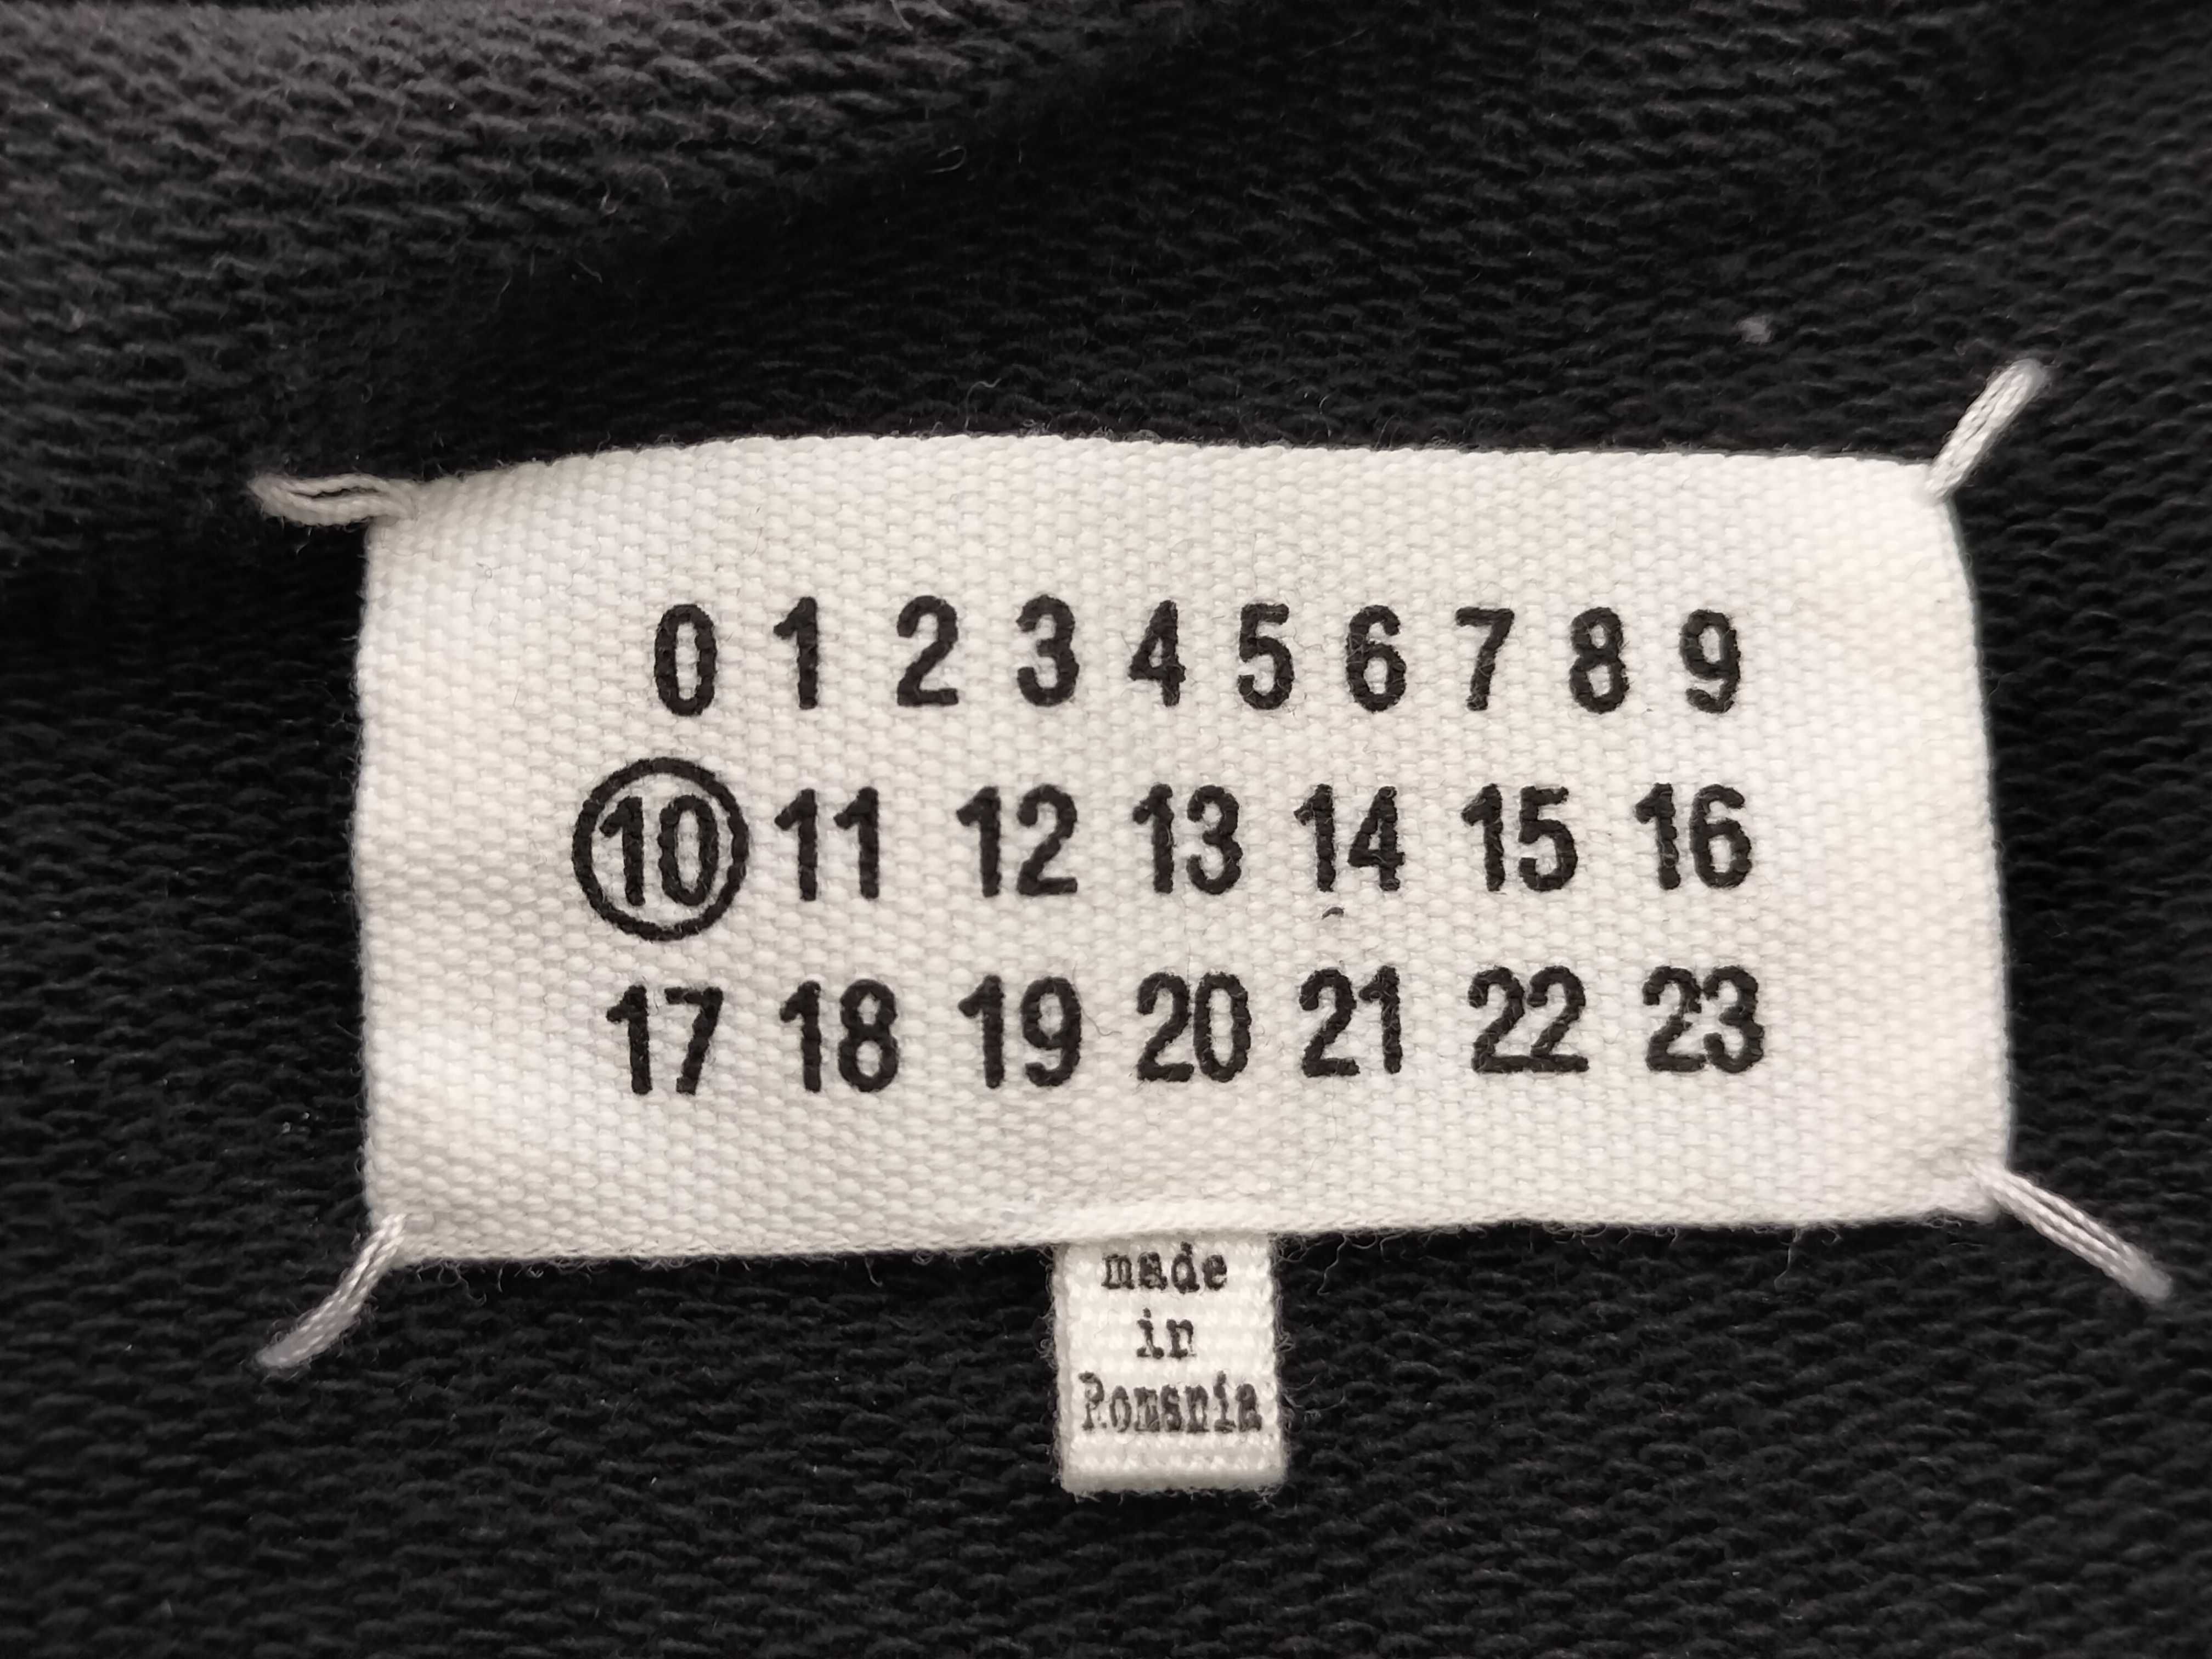 0 1 2 3 4 5 6 7 8 9
10 11 12 13 14 15 16
17 18 19 20 21 22 23
made
in
Romania